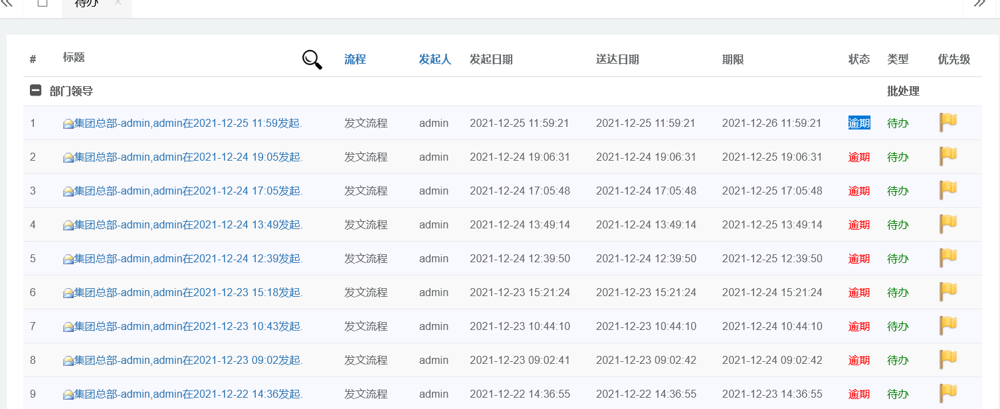 待办
# 标题 流程 发起人 发起日期 送达日期 期限 状态 类型 优先级
部门领导 批处理
1 集团总部-admin,admin在2021-12-25 11:59发起. 发文流程 admin 2021-12-25 11:59:21 2021-12-25 11:59:21 2021-12-26 11:59:21 逾期 待办
2 集团总部-admin,admin在2021-12-24 19:05发起. 发文流程 admin 2021-12-24 19:06:31 2021-12-24 19:06:31 2021-12-25 19:06:31 逾期 待办
3 集团总部-admin,admin在2021-12-24 17:05发起. 发文流程 admin 2021-12-24 17:05:48 2021-12-24 17:05:48 2021-12-25 17:05:48 逾期 待办
4 集团总部-admin,admin在2021-12-24 13:49发起. 发文流程 admin 2021-12-24 13:49:14 2021-12-24 13:49:14 2021-12-25 13:49:14 逾期 待办
5 集团总部-admin,admin在2021-12-24 12:39发起. 发文流程 admin 2021-12-24 12:39:50 2021-12-24 12:39:50 2021-12-25 12:39:50 逾期 待办
6 集团总部-admin,admin在2021-12-23 15:18发起. 发文流程 admin 2021-12-23 15:21:24 2021-12-23 15:21:24 2021-12-24 15:21:24 逾期 待办
7 集团总部-admin,admin在2021-12-23 10:43发起. 发文流程 admin 2021-12-23 10:44:10 2021-12-23 10:44:10 2021-12-24 10:44:10 逾期 待办
8 集团总部-admin,admin在2021-12-23 09:02发起. 发文流程 admin 2021-12-23 09:02:41 2021-12-23 09:02:42 2021-12-24 09:02:42 逾期 待办
9 集团总部-admin,admin在2021-12-22 14:36发起. 发文流程 admin 2021-12-22 14:36:55 2021-12-22 14:36:55 2021-12-23 14:36:55 逾期 待办